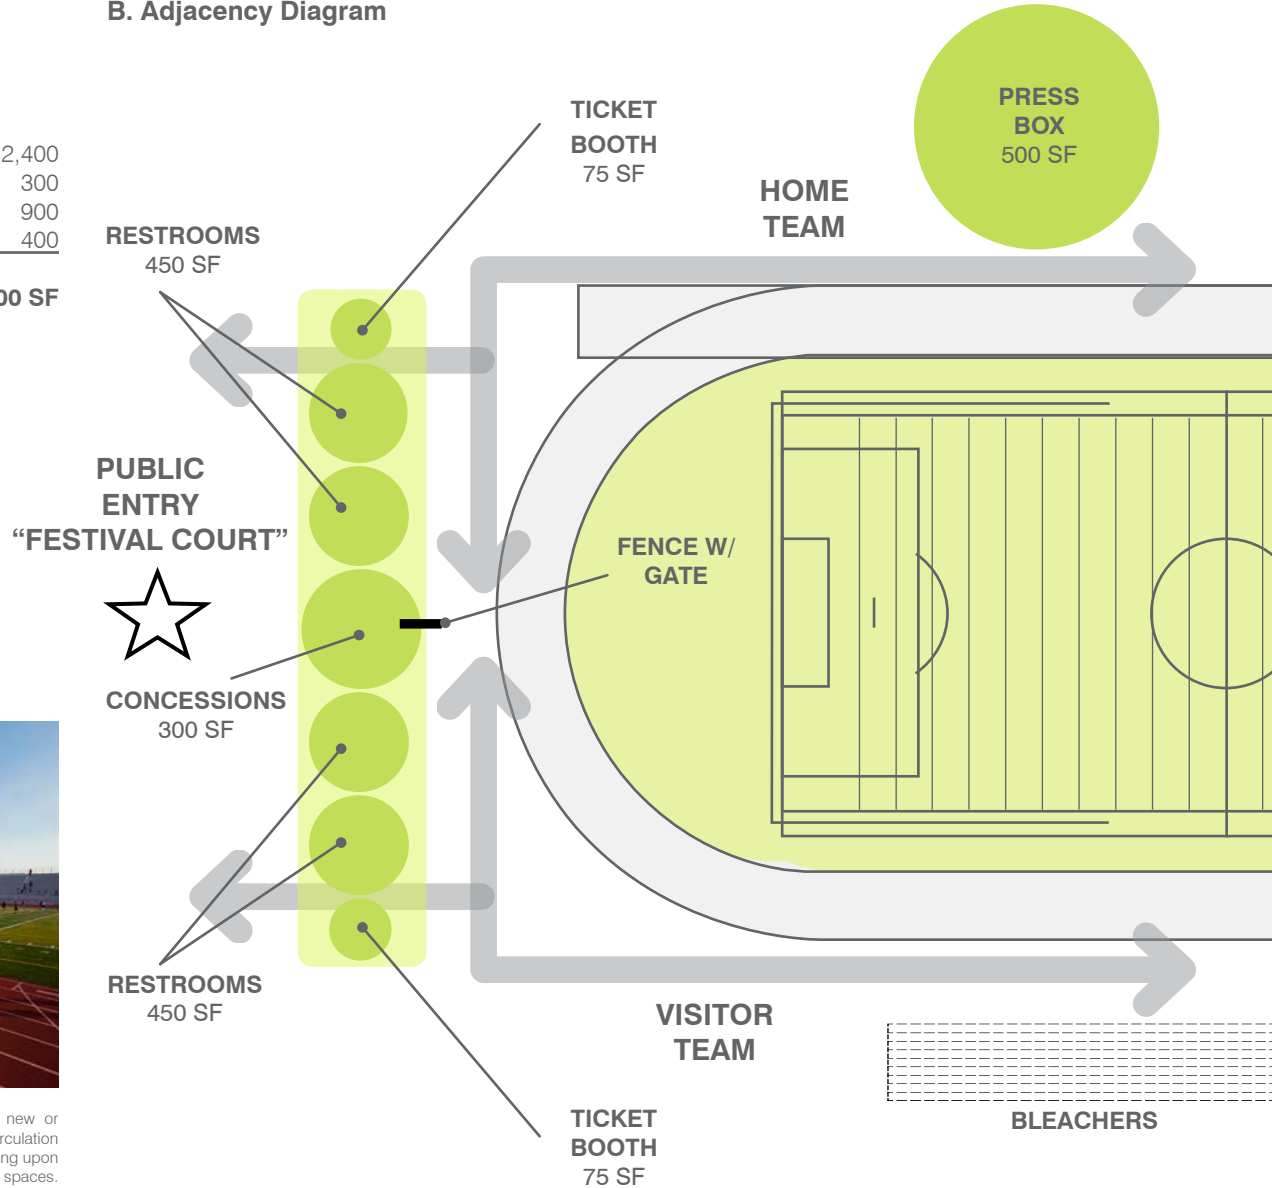 B. Adjacency Diagram
2,400
300
900
400
00 SF
TICKET
BOOTH
75 SF
PRESS
BOX
500 SF
HOME
TEAM
RESTROOMS
450 SF
PUBLIC
ENTRY
“FESTIVAL COURT”
FENCE W/
GATE
CONCESSIONS
300 SF
RESTROOMS
450 SF
VISITOR
TEAM
BLEACHERS
TICKET
BOOTH
75 SF
new or
rculation
ng upon
spaces.